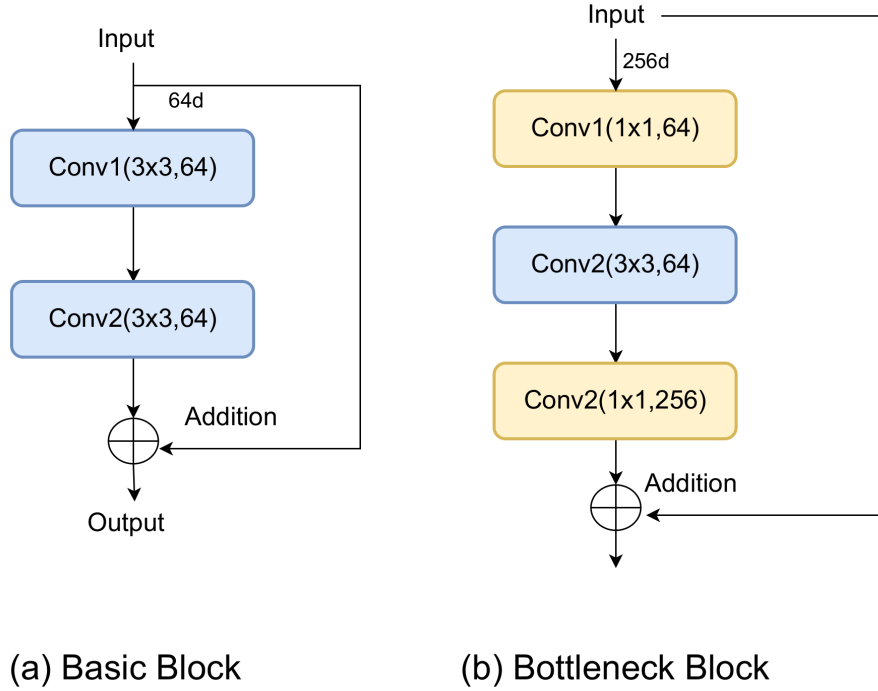 Input
64d
Conv1(3x3,64)
Conv2(3x3,64)
Addition
Output
(a) Basic Block
Input
256d
Conv1(1x1,64)
Conv2(3x3,64)
Conv2(1x1,256)
Addition
(b) Bottleneck Block